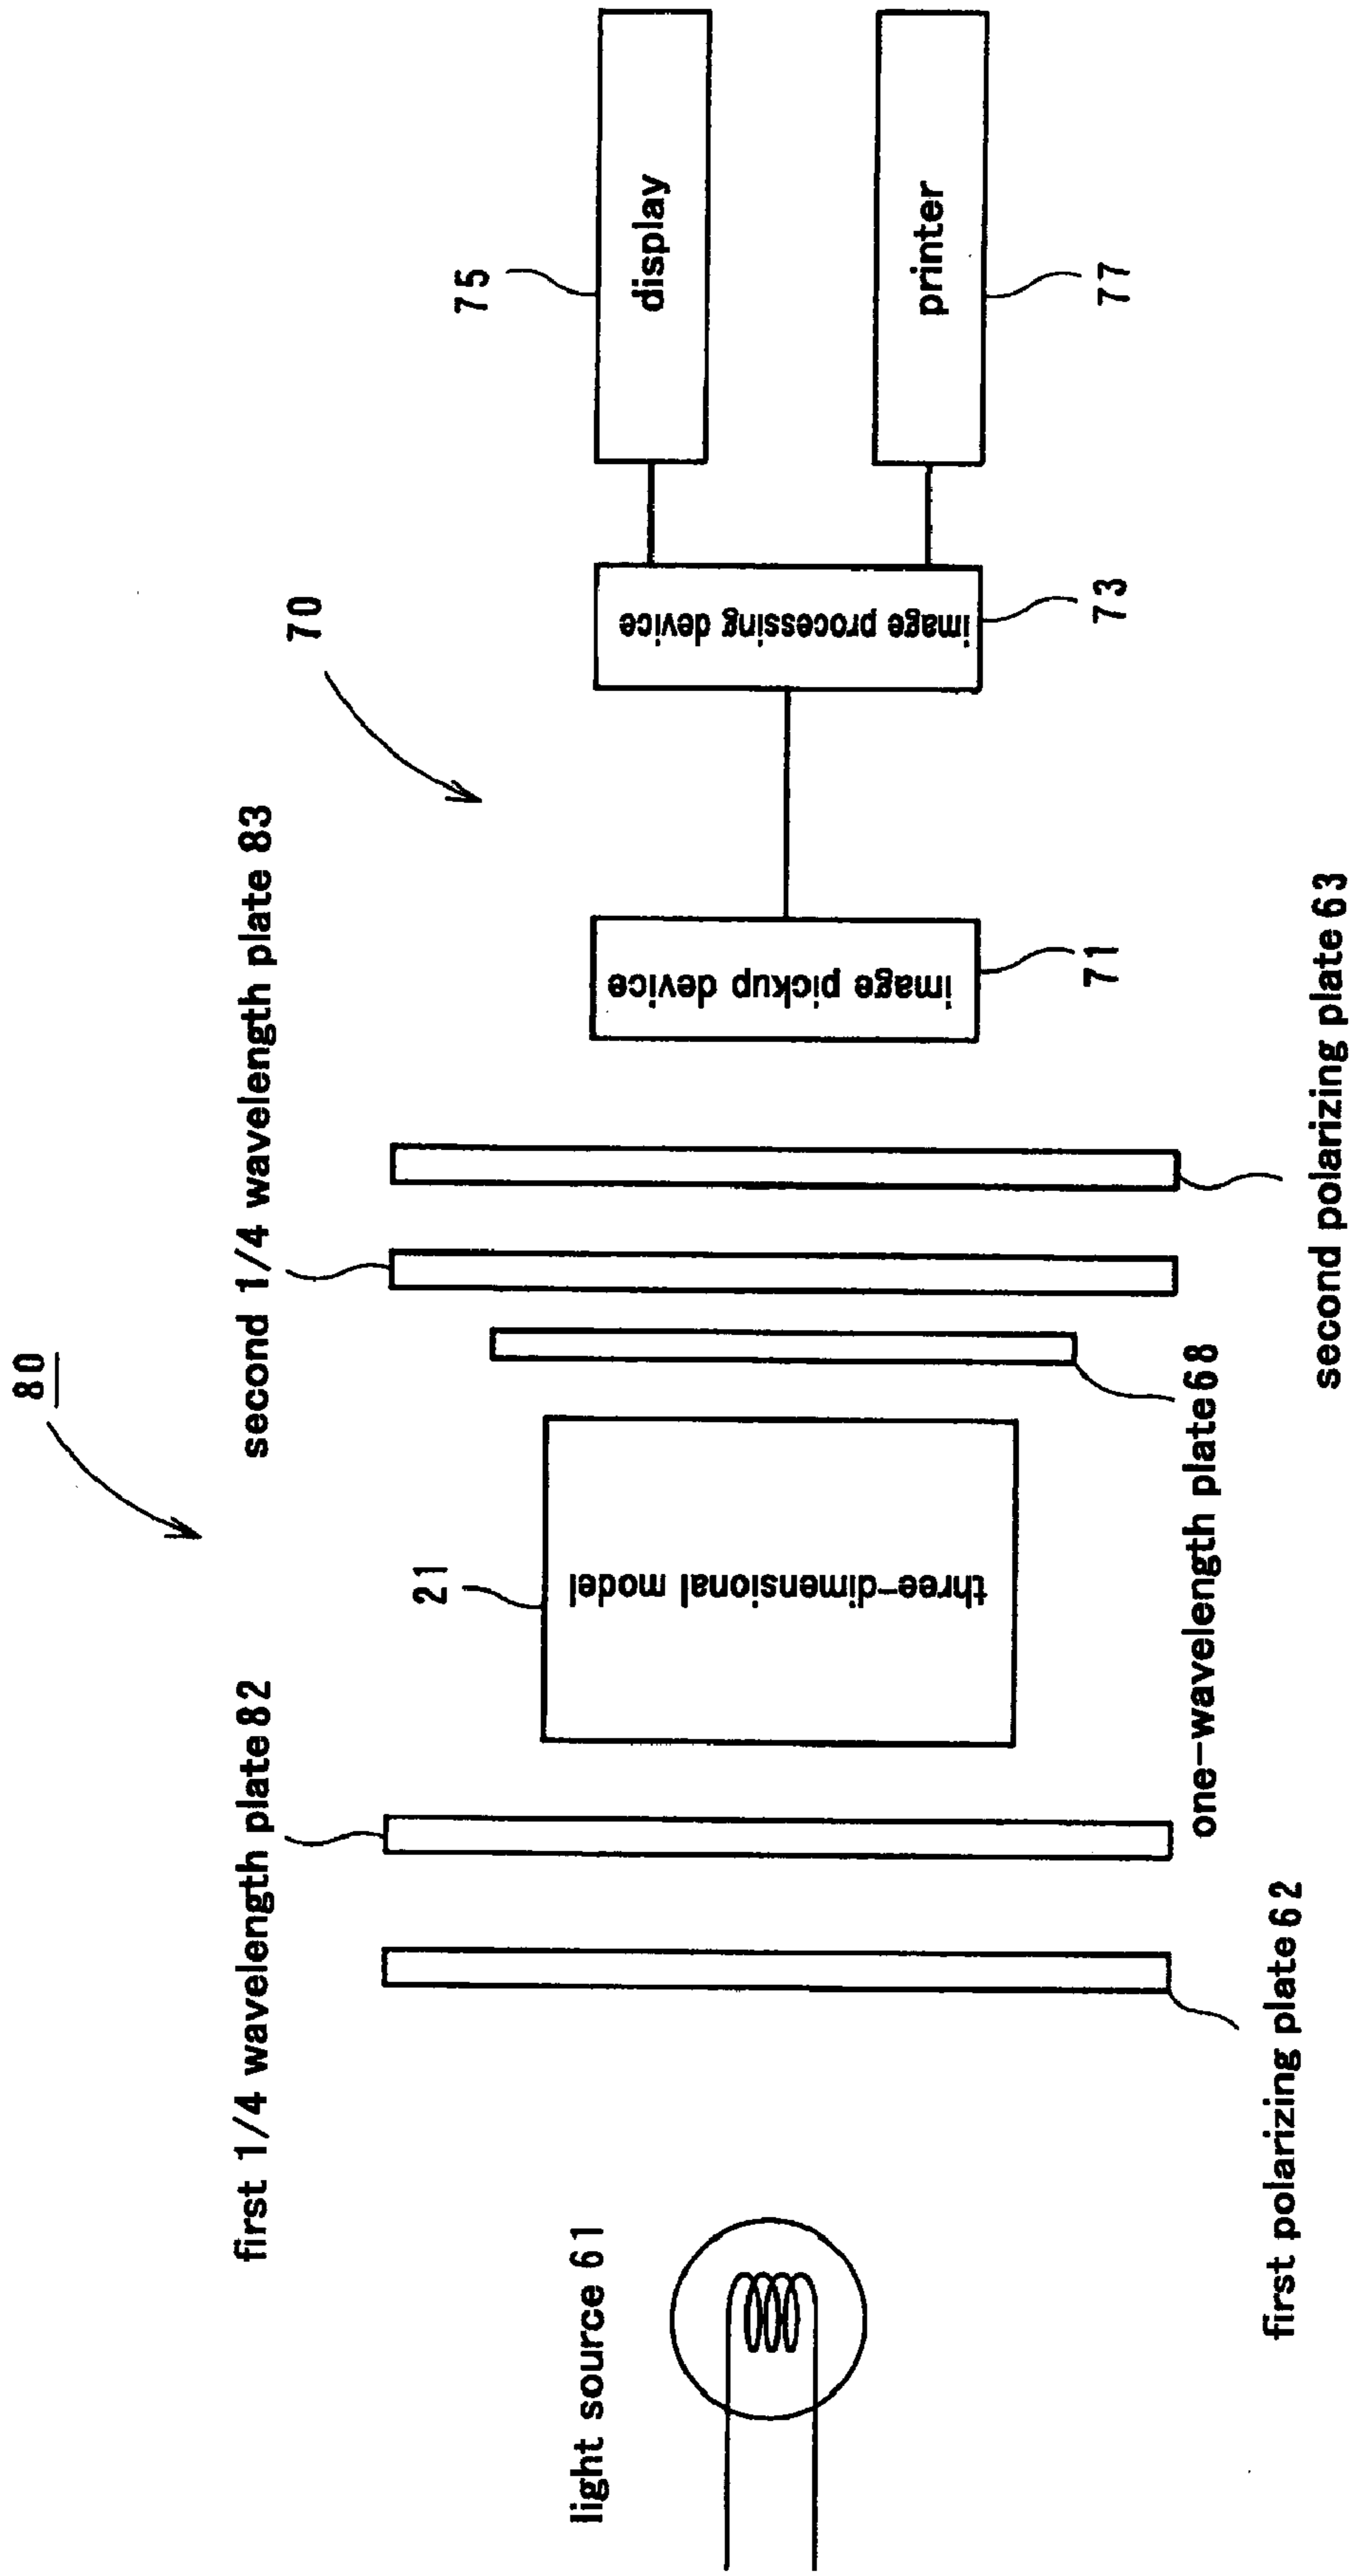 80
70
first 1/4 wavelength plate 82
second 1/4 wavelength plate 83
75
21
display
light source 61
three-dimensional model
image pickup device
image processing device
printer
71
73
77
one-wavelength plate 68
first polarizing plate 62
second polarizing plate 63